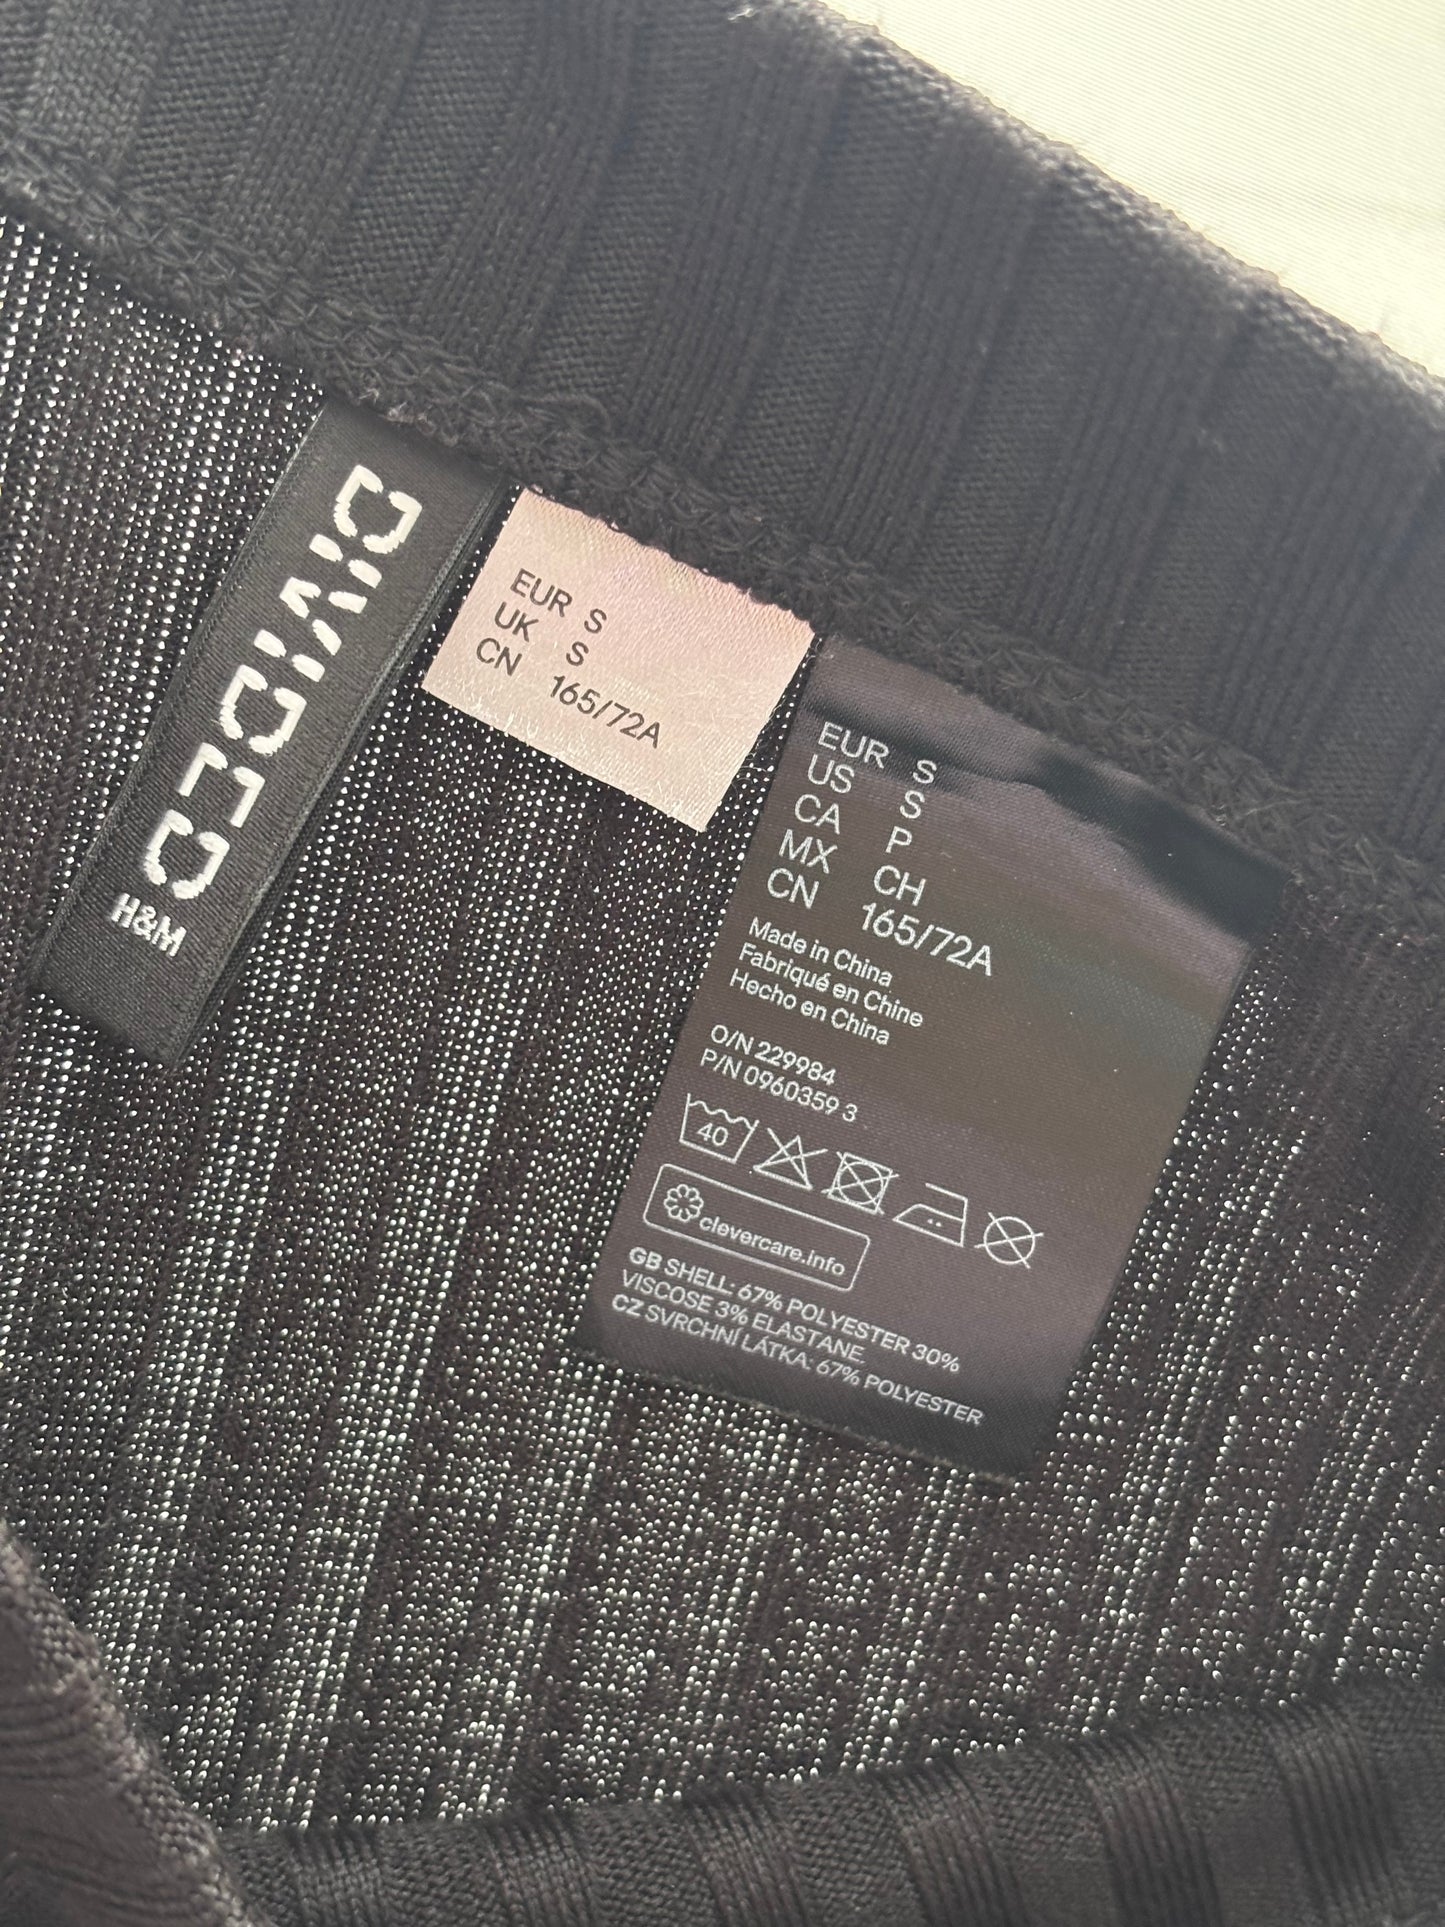 DIVIDED
H&M
EUR S
UK S
CN 165/72A
EUR S
US S
CA P
MX CH
CN 165/72A
Made in China
Fabriqué en Chine
Hecho en China
O/N 229984
P/N 0960359 3
40
clevercare.info
GB SHELL: 67% POLYESTER 30%
VISCOSE 3% ELASTANE.
CZ SVRCHNÍ LÁTKA: 67% POLYESTER